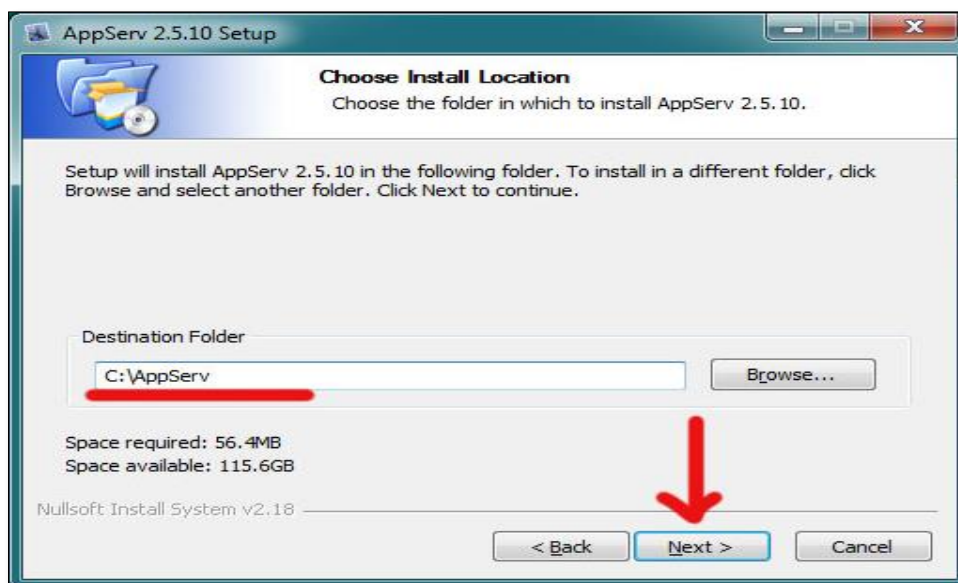 AppServ 2.5.10 Setup
Choose Install Location
Choose the folder in which to install AppServ 2.5.10.
Setup will install AppServ 2.5.10 in the following folder. To install in a different folder, click
Browse and select another folder. Click Next to continue.
Destination Folder
C:\AppServ
Browse...
Space required: 56.4MB
Space available: 115.6GB
Nullsoft Install System v2.18
< Back
Next >
Cancel